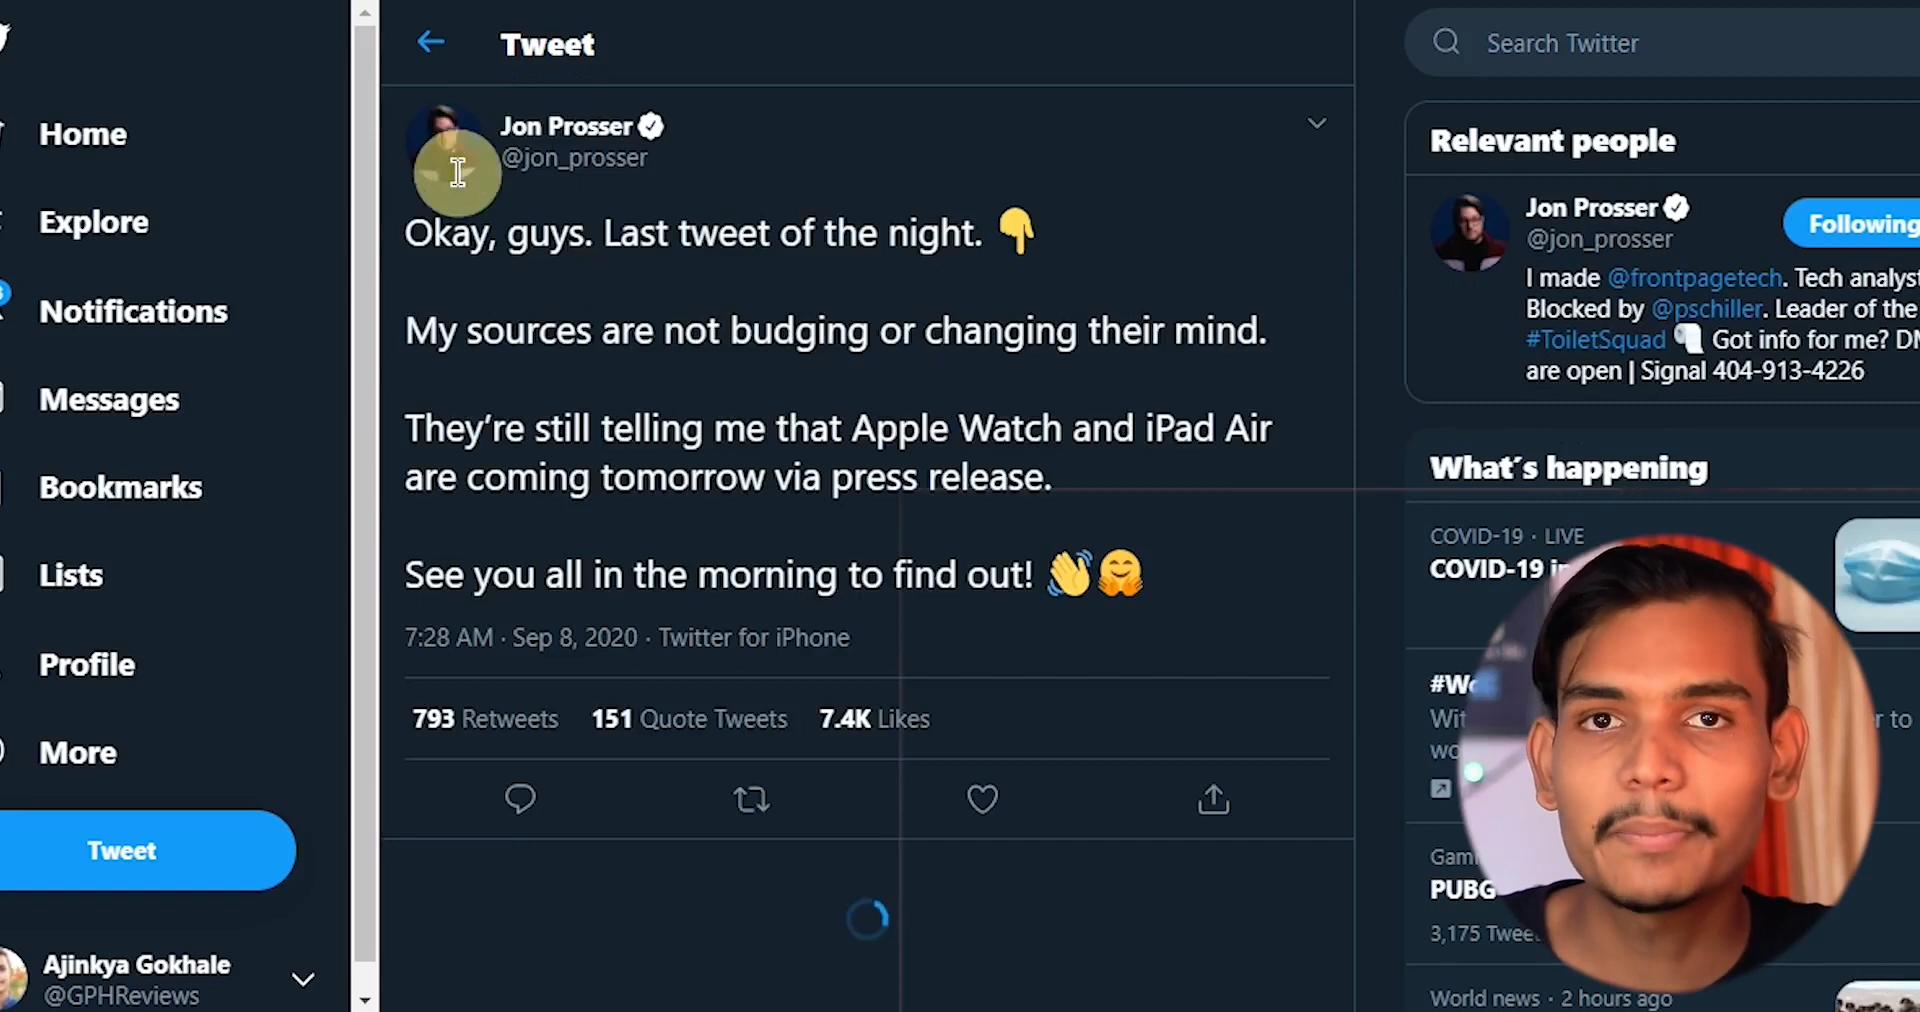 Home
Explore
Notifications
Messages
Bookmarks
Lists
Profile
More
Tweet
Ajinkya Gokhale
@GPHReviews
Tweet
Jon Prosser
@jon_prosser
Okay, guys. Last tweet of the night. 👇
My sources are not budging or changing their mind.
They’re still telling me that Apple Watch and iPad Air
are coming tomorrow via press release.
See you all in the morning to find out! 👋🤗
7:28 AM · Sep 8, 2020 · Twitter for iPhone
793 Retweets 151 Quote Tweets 7.4K Likes
Search Twitter
Relevant people
Jon Prosser
@jon_prosser
Following
I made @frontpagetech. Tech analyst
Blocked by @pschiller. Leader of the
#ToiletSquad 🧻 Got info for me? DM
are open | Signal 404-913-4226
What´s happening
COVID-19 · LIVE
COVID-19
PUBG
3,175
World news · 2 hours ago